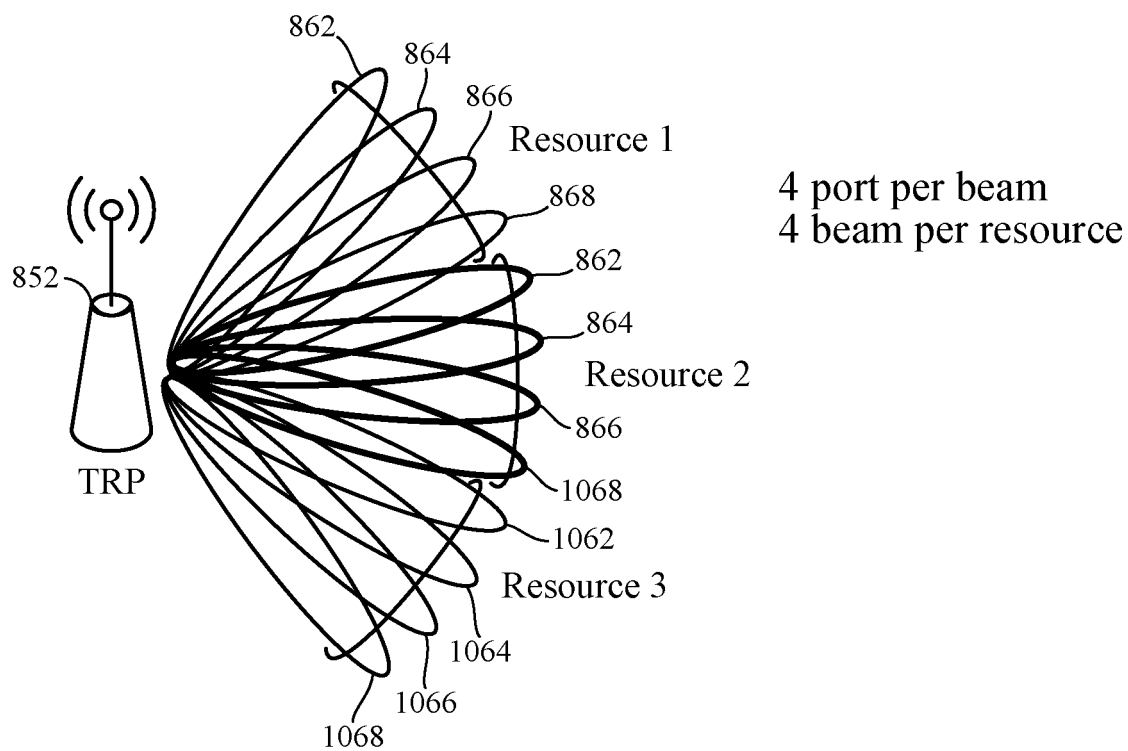 862
864
866
Resource 1
4 port per beam
4 beam per resource
868
862
852
864
Resource 2
866
1068
TRP
1062
Resource 3
1064
1066
1068